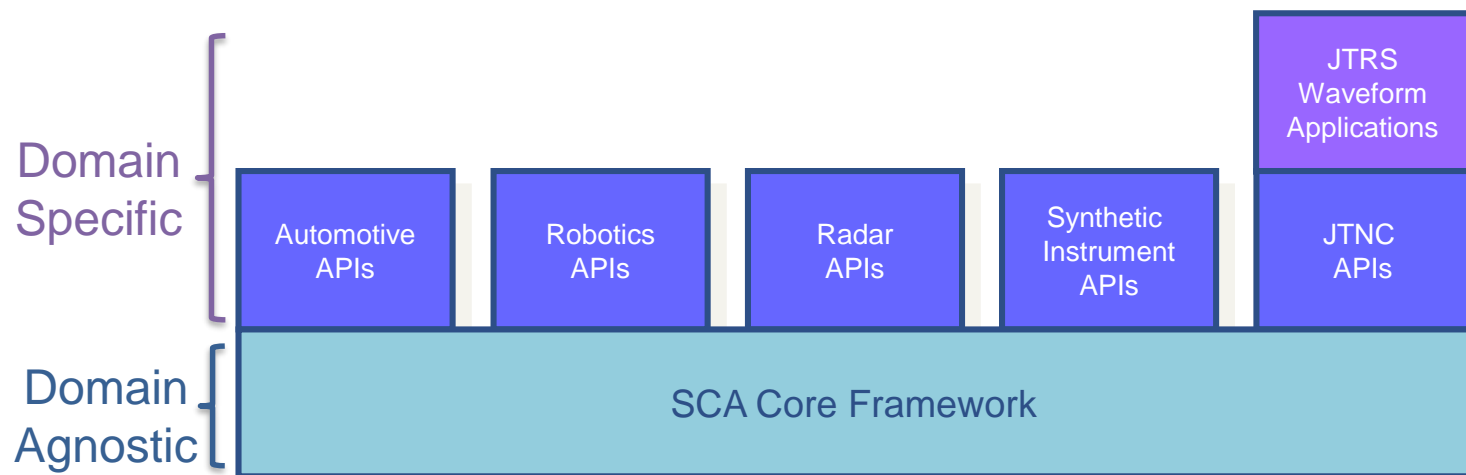 JTRS
Waveform
Applications
Domain
Specific
Automotive
APIs
Robotics
APIs
Radar
APIs
Synthetic
Instrument
APIs
JTNC
APIs
Domain
Agnostic
SCA Core Framework